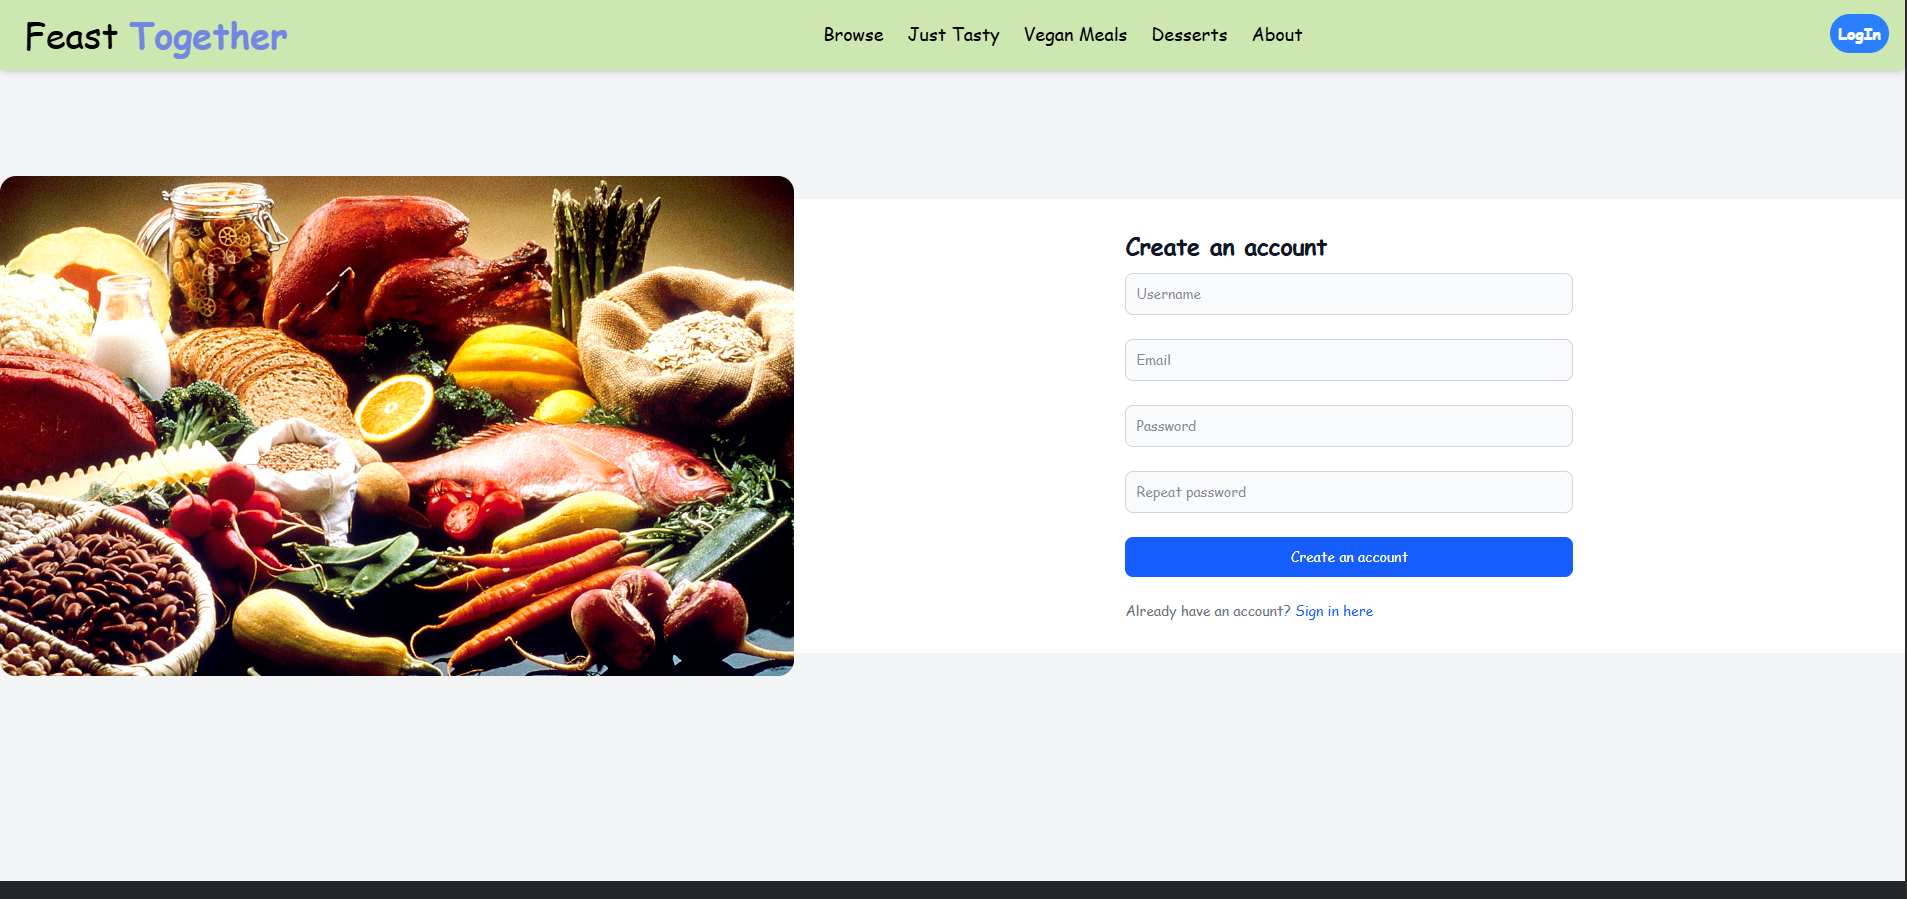 Feast Together
Browse Just Tasty Vegan Meals Desserts About
LogIn
Create an account
Username
Email
Password
Repeat password
Create an account
Already have an account? Sign in here